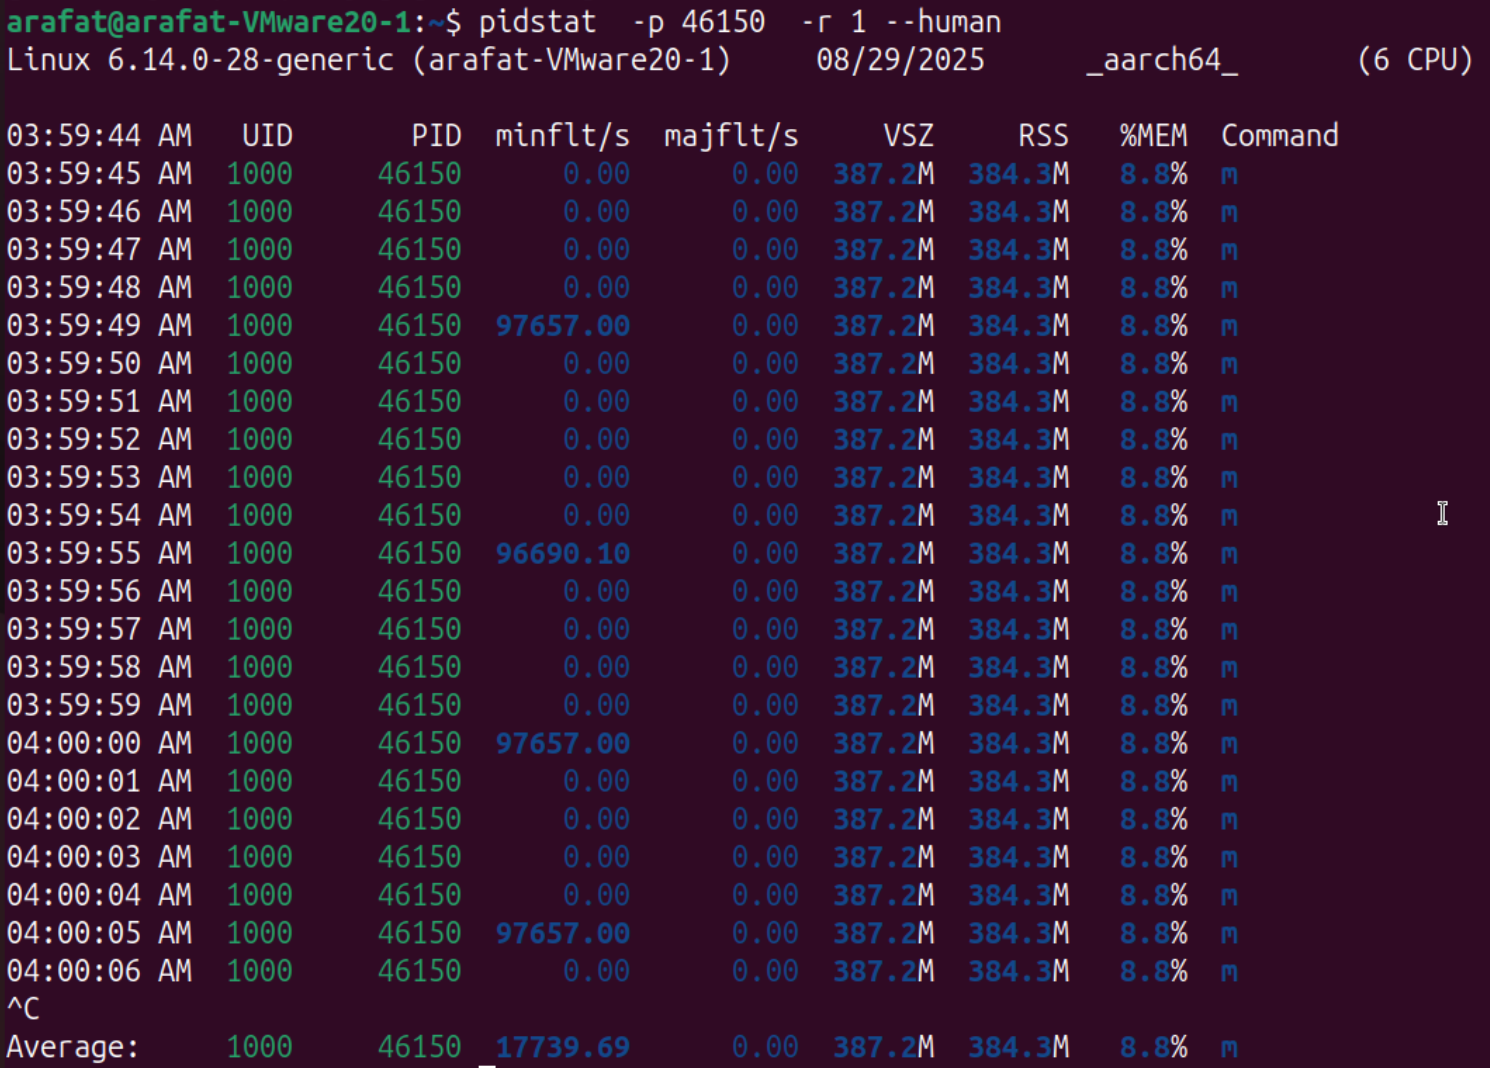 arafat@arafat-VMware20-1:~$ pidstat  -p 46150  -r 1 --human
Linux 6.14.0-28-generic (arafat-VMware20-1)     08/29/2025      _aarch64_       (6 CPU)

03:59:44 AM   UID       PID  minflt/s  majflt/s     VSZ     RSS   %MEM  Command
03:59:45 AM  1000     46150      0.00      0.00  387.2M  384.3M   8.8%  m
03:59:46 AM  1000     46150      0.00      0.00  387.2M  384.3M   8.8%  m
03:59:47 AM  1000     46150      0.00      0.00  387.2M  384.3M   8.8%  m
03:59:48 AM  1000     46150      0.00      0.00  387.2M  384.3M   8.8%  m
03:59:49 AM  1000     46150  97657.00      0.00  387.2M  384.3M   8.8%  m
03:59:50 AM  1000     46150      0.00      0.00  387.2M  384.3M   8.8%  m
03:59:51 AM  1000     46150      0.00      0.00  387.2M  384.3M   8.8%  m
03:59:52 AM  1000     46150      0.00      0.00  387.2M  384.3M   8.8%  m
03:59:53 AM  1000     46150      0.00      0.00  387.2M  384.3M   8.8%  m
03:59:54 AM  1000     46150      0.00      0.00  387.2M  384.3M   8.8%  m
03:59:55 AM  1000     46150  96690.10      0.00  387.2M  384.3M   8.8%  m
03:59:56 AM  1000     46150      0.00      0.00  387.2M  384.3M   8.8%  m
03:59:57 AM  1000     46150      0.00      0.00  387.2M  384.3M   8.8%  m
03:59:58 AM  1000     46150      0.00      0.00  387.2M  384.3M   8.8%  m
03:59:59 AM  1000     46150      0.00      0.00  387.2M  384.3M   8.8%  m
04:00:00 AM  1000     46150  97657.00      0.00  387.2M  384.3M   8.8%  m
04:00:01 AM  1000     46150      0.00      0.00  387.2M  384.3M   8.8%  m
04:00:02 AM  1000     46150      0.00      0.00  387.2M  384.3M   8.8%  m
04:00:03 AM  1000     46150      0.00      0.00  387.2M  384.3M   8.8%  m
04:00:04 AM  1000     46150      0.00      0.00  387.2M  384.3M   8.8%  m
04:00:05 AM  1000     46150  97657.00      0.00  387.2M  384.3M   8.8%  m
04:00:06 AM  1000     46150      0.00      0.00  387.2M  384.3M   8.8%  m
^C
Average:     1000     46150  17739.69      0.00  387.2M  384.3M   8.8%  m